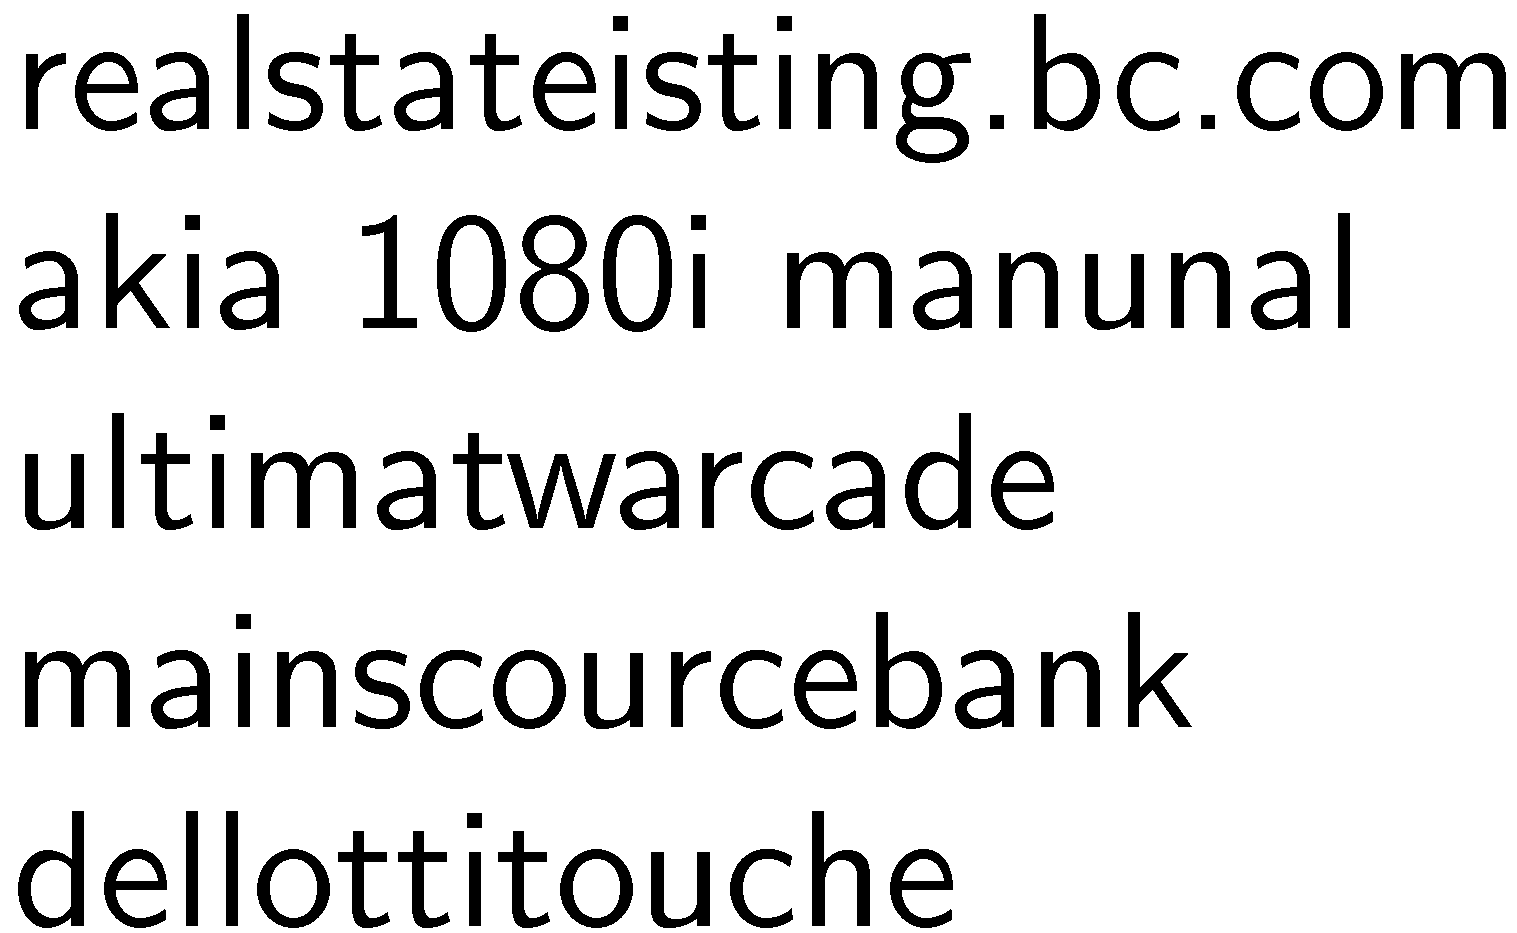 realstateisting.bc.com
akia 1080i manunal
ultimatwarcade
mainscourcebank
dellottitouche